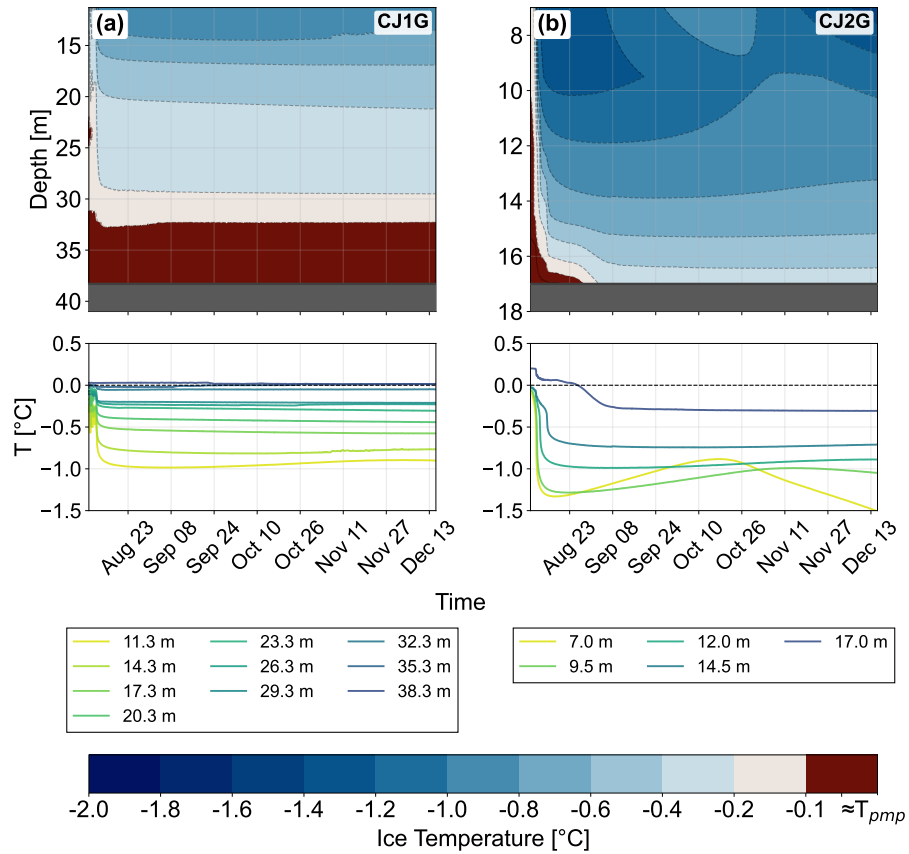 (a)
CJ1G
(b)
CJ2G
Depth [m]
15
20
25
30
35
40
8
10
12
14
16
18
T [°C]
0.5
0.0
−0.5
−1.0
−1.5
0.5
0.0
−0.5
−1.0
−1.5
Aug 23
Sep 08
Sep 24
Oct 10
Oct 26
Nov 11
Nov 27
Dec 13
Aug 23
Sep 08
Sep 24
Oct 10
Oct 26
Nov 11
Nov 27
Dec 13
Time
11.3 m 23.3 m 32.3 m
14.3 m 26.3 m 35.3 m
17.3 m 29.3 m 38.3 m
20.3 m
7.0 m 12.0 m 17.0 m
9.5 m 14.5 m
-2.0 -1.8 -1.6 -1.4 -1.2 -1.0 -0.8 -0.6 -0.4 -0.2 -0.1 ≈Tpmp
Ice Temperature [°C]